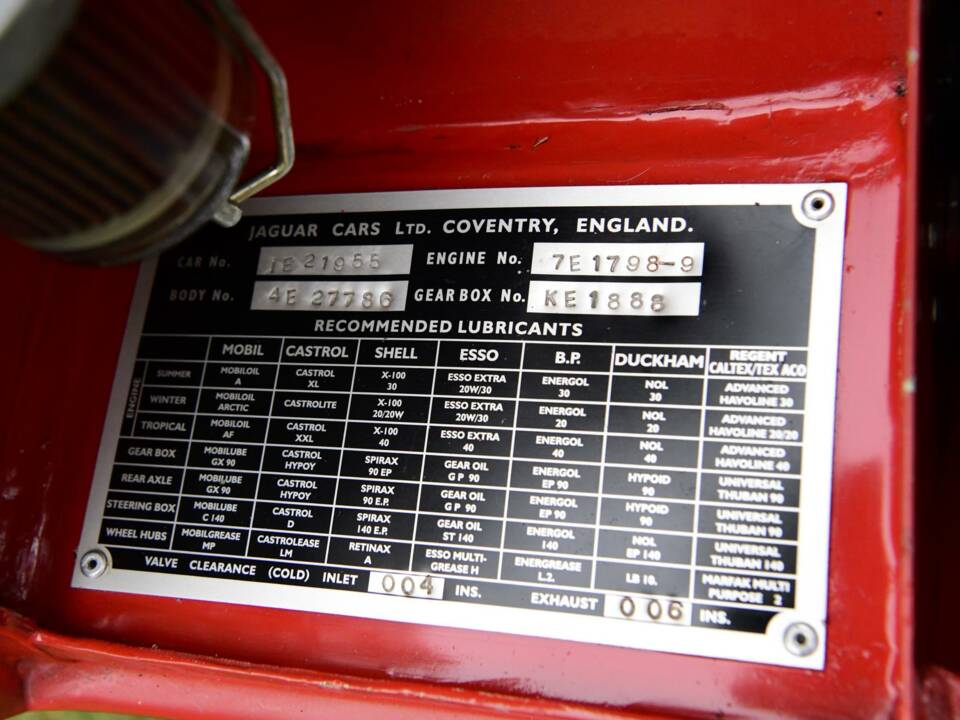 JAGUAR CARS LTD. COVENTRY, ENGLAND.
CAR No. 1E 21955 ENGINE No. 7E 1798-9
BODY No. 4E 27786 GEAR BOX No. KE 1888
RECOMMENDED LUBRICANTS
MOBIL CASTROL SHELL ESSO B.P. DUCKHAM REGENT CALTEX/TEXACO
ENGINE
SUMMER MOBILOIL A CASTROL XL X-100 30 ESSO EXTRA 20W/30 ENERGOL 30 NOL 30 ADVANCED HAVOLINE 30
WINTER MOBILOIL ARCTIC CASTROLITE X-100 20/20W ESSO EXTRA 20W/30 ENERGOL 20 NOL 20 ADVANCED HAVOLINE 20/20
TROPICAL MOBILOIL AF CASTROL XXL X-100 40 ESSO EXTRA 40 ENERGOL 40 NOL 40 ADVANCED HAVOLINE 40
GEAR BOX MOBILUBE GX 90 CASTROL HYPOY SPIRAX 90 EP GEAR OIL G P 90 ENERGOL EP 90 HYPOID 90 UNIVERSAL THUBAN 90
REAR AXLE MOBILUBE GX 90 CASTROL HYPOY SPIRAX 90 E.P. GEAR OIL G P 90 ENERGOL EP 90 HYPOID 90 UNIVERSAL THUBAN 90
STEERING BOX MOBILUBE C 140 CASTROL D SPIRAX 140 E.P. GEAR OIL ST 140 ENERGOL 140 NOL EP 140 UNIVERSAL THUBAN 140
WHEEL HUBS MOBILGREASE MP CASTROLEASE LM RETINAX A ESSO MULTI-GREASE H ENERGREASE L.2. LB 10. MARFAK MULTI PURPOSE 2
VALVE CLEARANCE (COLD) INLET 004 INS. EXHAUST 006 INS.